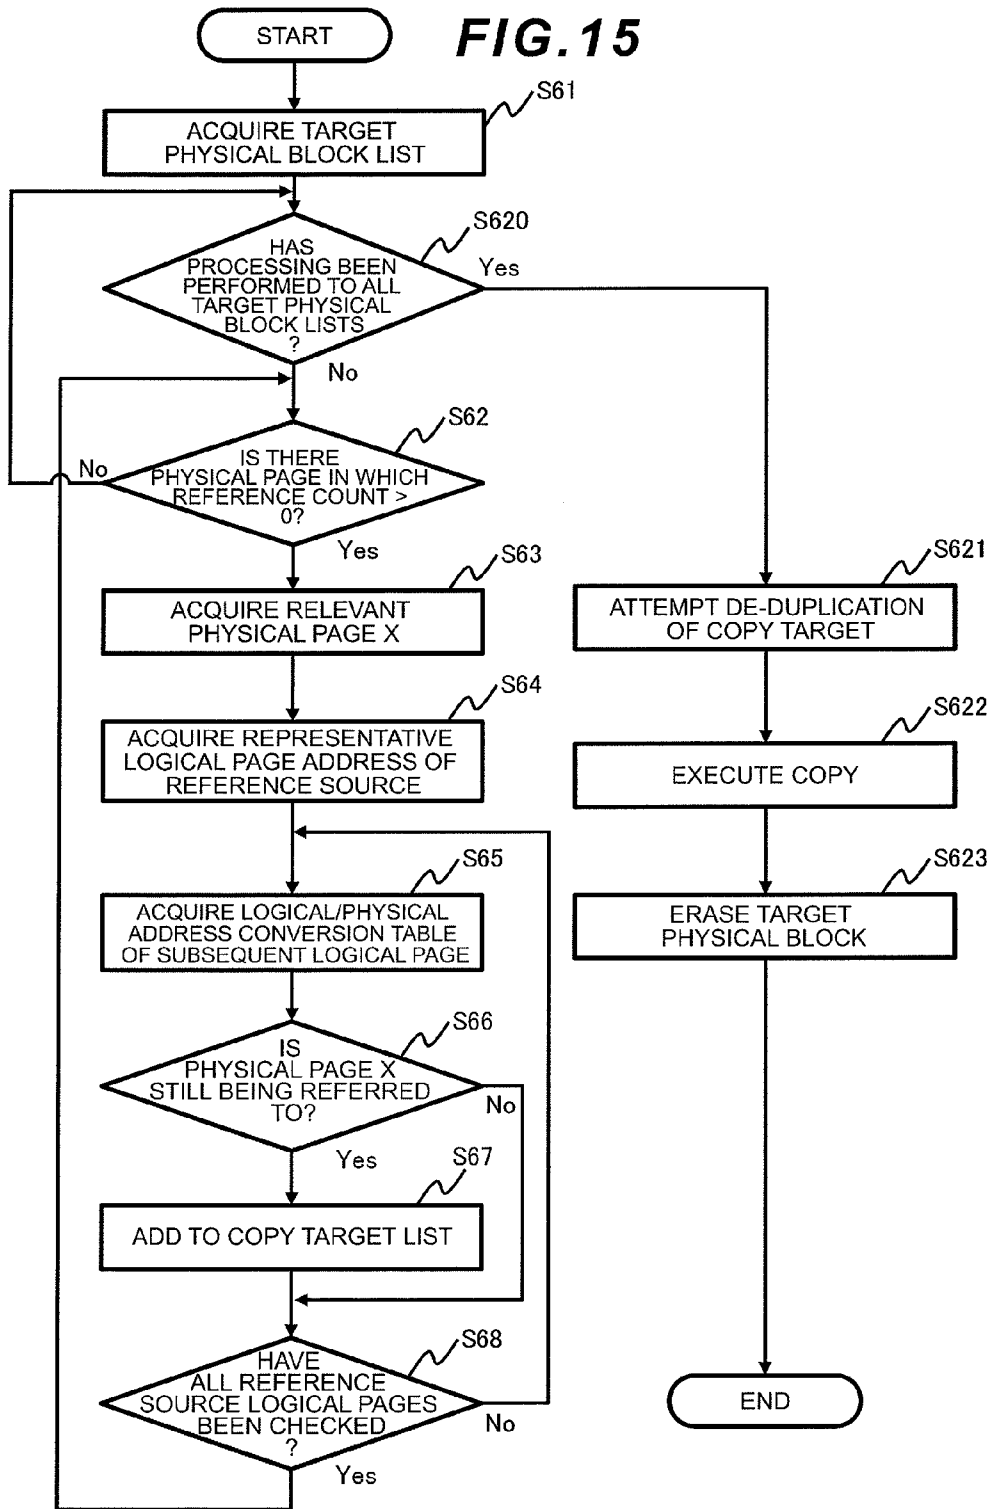 START
FIG.15
S61
ACQUIRE TARGET
PHYSICAL BLOCK LIST
S620
HAS
PROCESSING BEEN
PERFORMED TO ALL
TARGET PHYSICAL
BLOCK LISTS
?
Yes
No
S62
IS THERE
PHYSICAL PAGE IN WHICH
REFERENCE COUNT >
0?
No
Yes
S63
ACQUIRE RELEVANT
PHYSICAL PAGE X
S64
ACQUIRE REPRESENTATIVE
LOGICAL PAGE ADDRESS OF
REFERENCE SOURCE
S65
ACQUIRE LOGICAL/PHYSICAL
ADDRESS CONVERSION TABLE
OF SUBSEQUENT LOGICAL PAGE
S66
IS
PHYSICAL PAGE X
STILL BEING REFERRED
TO?
No
Yes
S67
ADD TO COPY TARGET LIST
S68
HAVE
ALL REFERENCE
SOURCE LOGICAL PAGES
BEEN CHECKED
?
No
Yes
S621
ATTEMPT DE-DUPLICATION
OF COPY TARGET
S622
EXECUTE COPY
S623
ERASE TARGET
PHYSICAL BLOCK
END